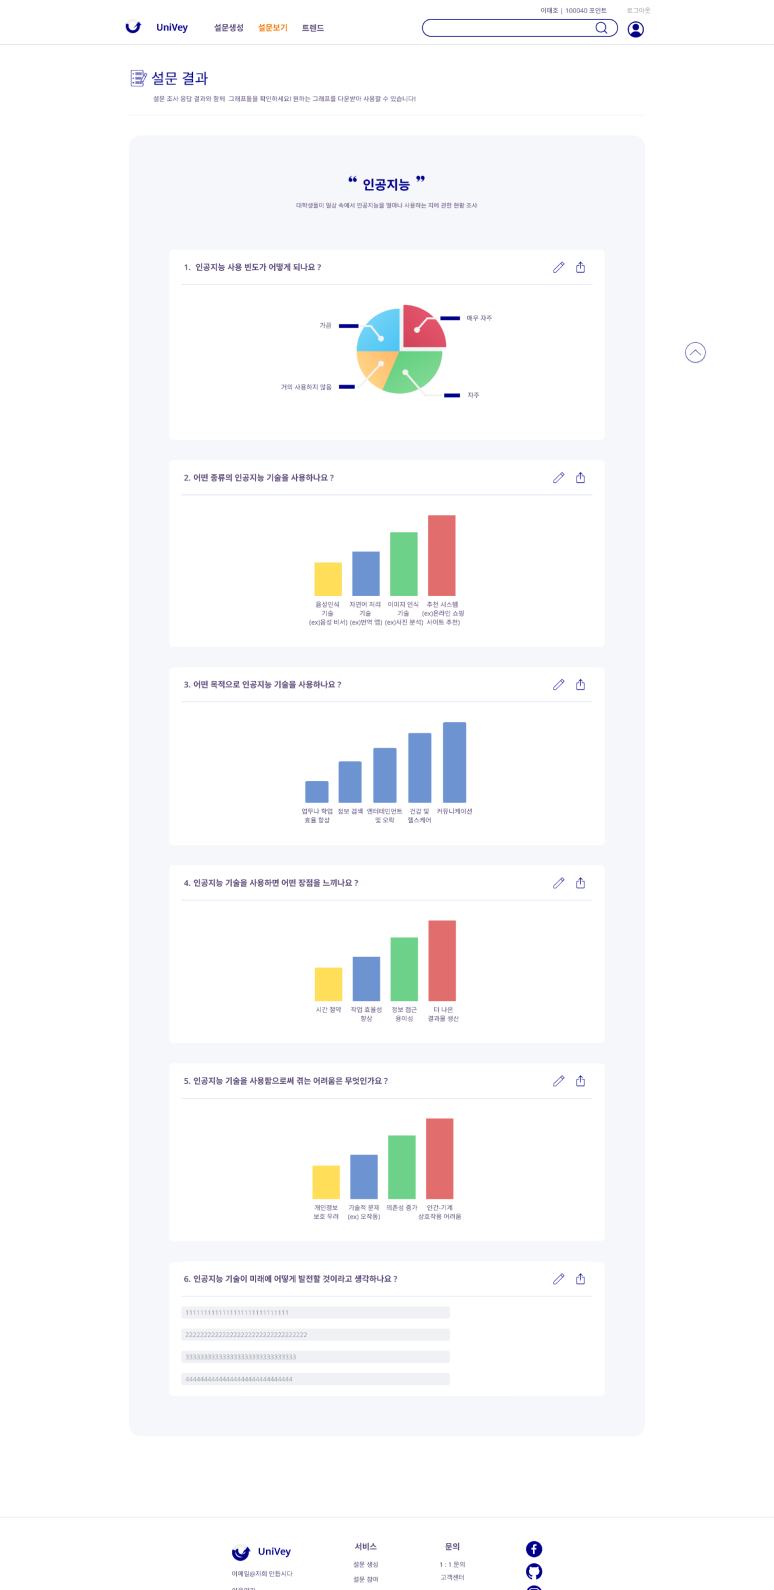 이태호 | 100040 포인트
로그아웃
UniVey
설문생성
설문보기
트렌드
설문 결과
설문 조사 응답 결과와 함께 그래프들을 확인하세요! 원하는 그래프를 다운받아 사용할 수 있습니다!
❝ 인공지능 ❞
대학생들이 일상 속에서 인공지능을 얼마나 사용하는 지에 관한 현황 조사
1. 인공지능 사용 빈도가 어떻게 되나요 ?
가끔
매우 자주
거의 사용하지 않음
자주
2. 어떤 종류의 인공지능 기술을 사용하나요 ?
음성인식
기술
(ex)음성 비서)
자연어 처리
기술
(ex)번역 앱)
이미지 인식
기술
(ex)사진 분석)
추천 시스템
(ex)온라인 쇼핑
사이트 추천)
3. 어떤 목적으로 인공지능 기술을 사용하나요 ?
업무나 학업
효율 향상
정보 검색
엔터테인먼트
및 오락
건강 및
헬스케어
커뮤니케이션
4. 인공지능 기술을 사용하면 어떤 장점을 느끼나요 ?
시간 절약
작업 효율성
향상
정보 접근
용이성
더 나은
결과물 생산
5. 인공지능 기술을 사용함으로써 겪는 어려움은 무엇인가요 ?
개인정보
보호 우려
기술적 문제
(ex) 오작동)
의존성 증가
인간-기계
상호작용 어려움
6. 인공지능 기술이 미래에 어떻게 발전할 것이라고 생각하나요 ?
UniVey
이메일@저희 만듭시다
서비스
설문 생성
설문 참여
문의
1 : 1 문의
고객센터